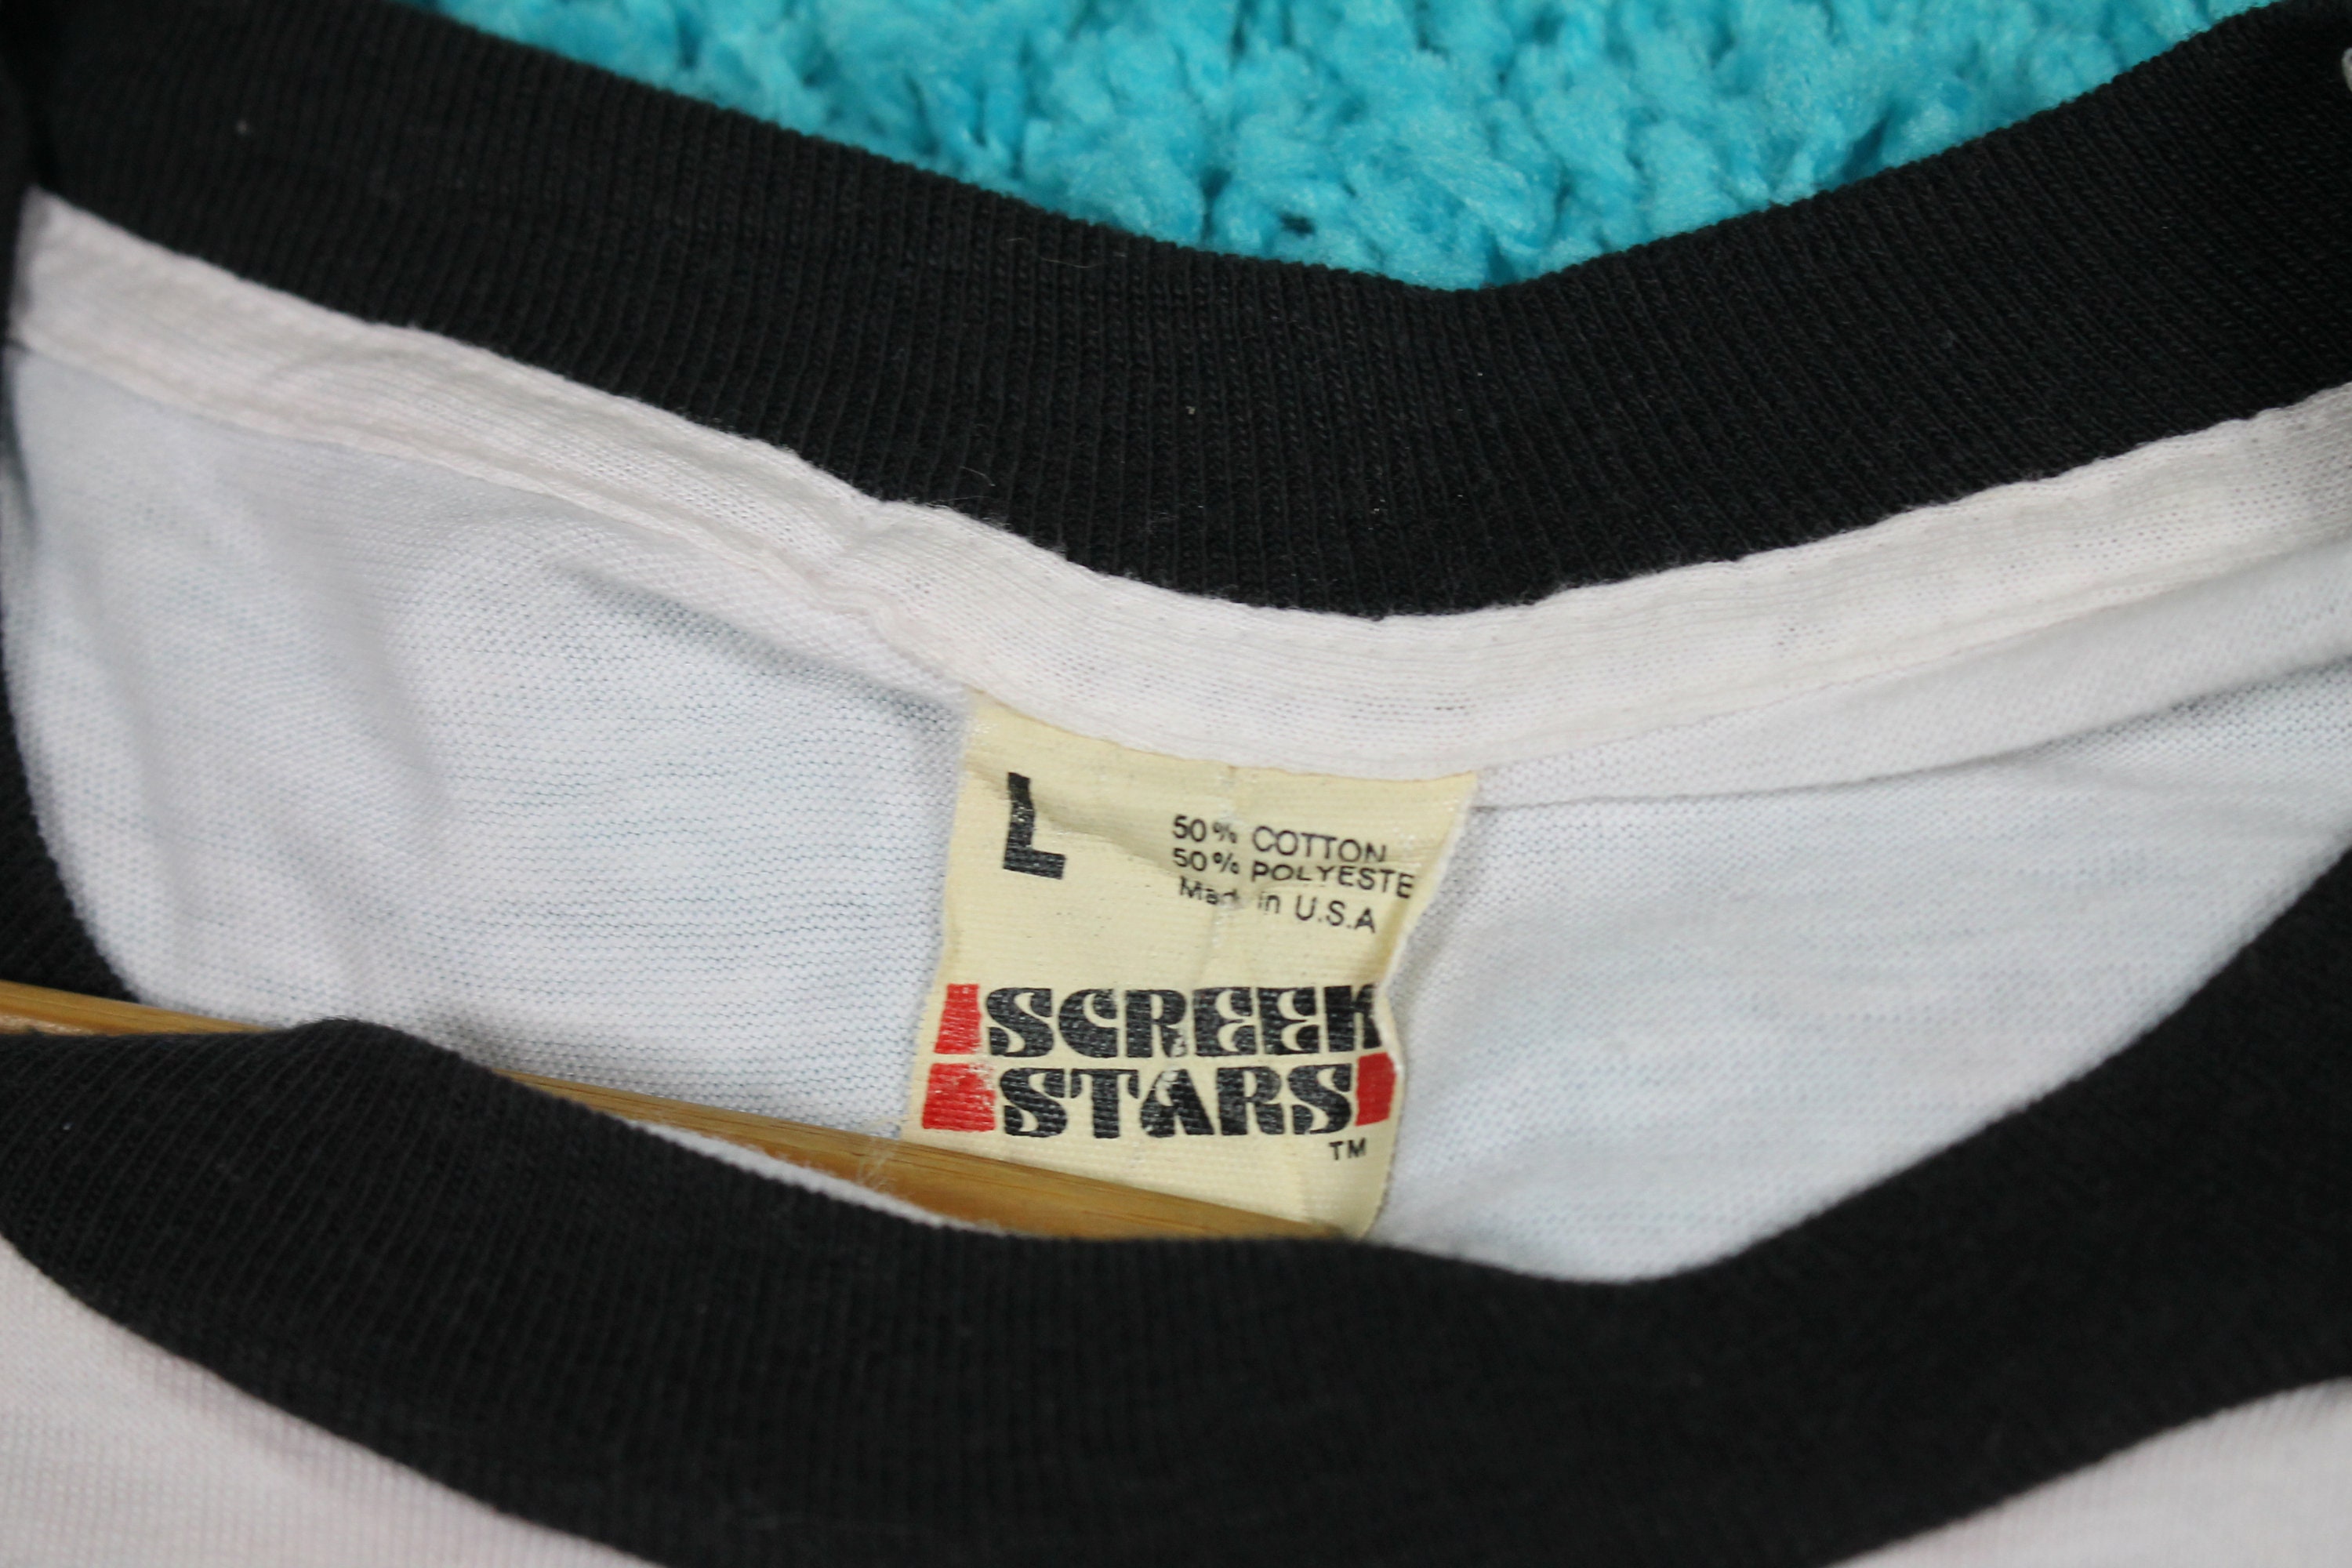 L
50% COTTON
50% POLYESTE
Made in U.S.A
SCREEN
STARS
TM